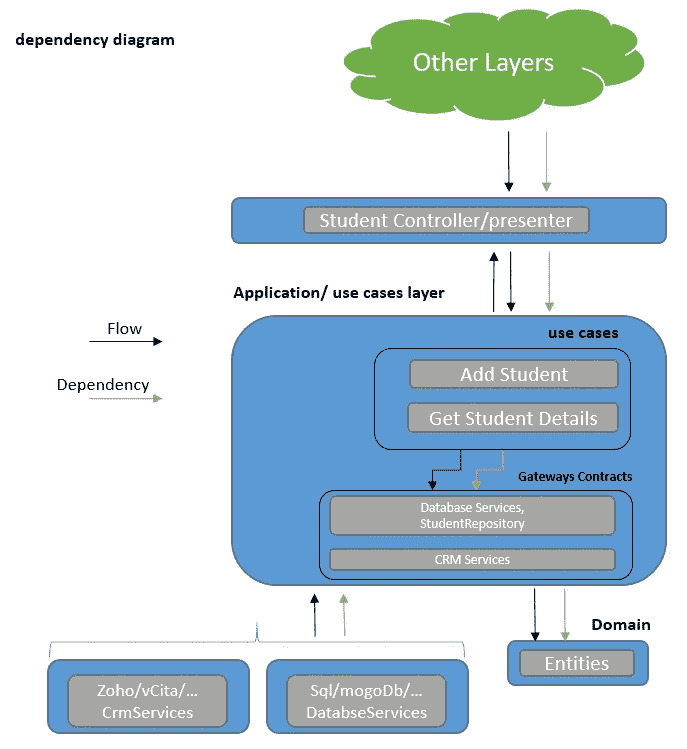 dependency diagram
Other Layers
Student Controller/presenter
Application/ use cases layer
Flow
Dependency
use cases
Add Student
Get Student Details
Gateways Contracts
Database Services,
StudentRepository
CRM Services
Domain
Entities
Zoho/vCita/...
CrmServices
Sql/mogoDb/...
DatabseServices